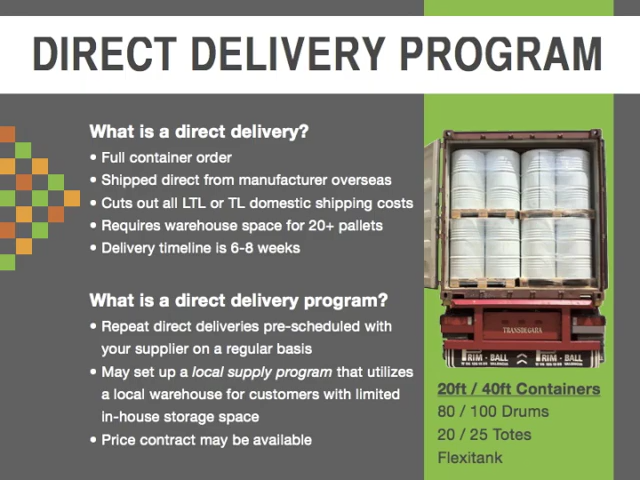 DIRECT DELIVERY PROGRAM
What is a direct delivery?
• Full container order
• Shipped direct from manufacturer overseas
• Cuts out all LTL or TL domestic shipping costs
• Requires warehouse space for 20+ pallets
• Delivery timeline is 6-8 weeks
What is a direct delivery program?
• Repeat direct deliveries pre-scheduled with
your supplier on a regular basis
• May set up a local supply program that utilizes
a local warehouse for customers with limited
in-house storage space
• Price contract may be available
TRANSDEGARA
TRIM - BALL TRIM - BALL
20ft / 40ft Containers
80 / 100 Drums
20 / 25 Totes
Flexitank